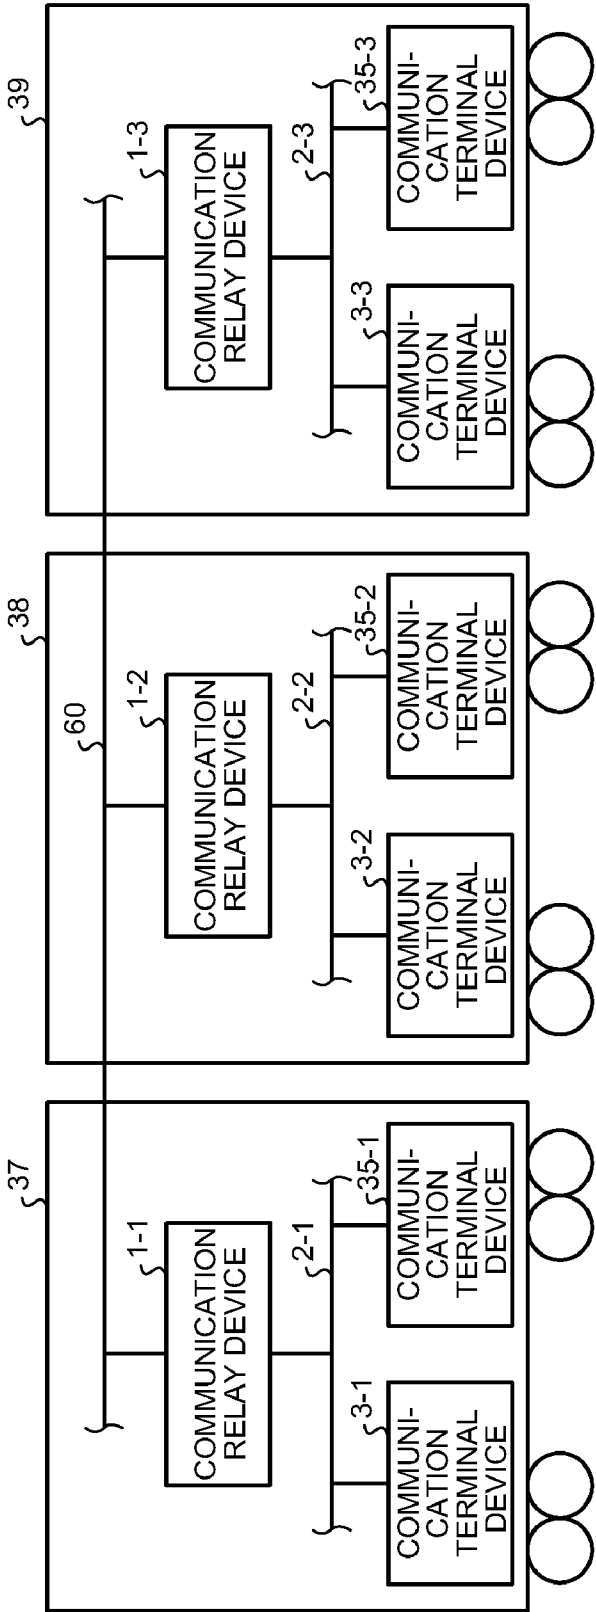 37
38
39
60
1-1
COMMUNICATION
RELAY DEVICE
1-2
COMMUNICATION
RELAY DEVICE
1-3
COMMUNICATION
RELAY DEVICE
2-1
2-2
2-3
3-1
COMMUNI-
CATION
TERMINAL
DEVICE
35-1
COMMUNI-
CATION
TERMINAL
DEVICE
3-2
COMMUNI-
CATION
TERMINAL
DEVICE
35-2
COMMUNI-
CATION
TERMINAL
DEVICE
3-3
COMMUNI-
CATION
TERMINAL
DEVICE
35-3
COMMUNI-
CATION
TERMINAL
DEVICE